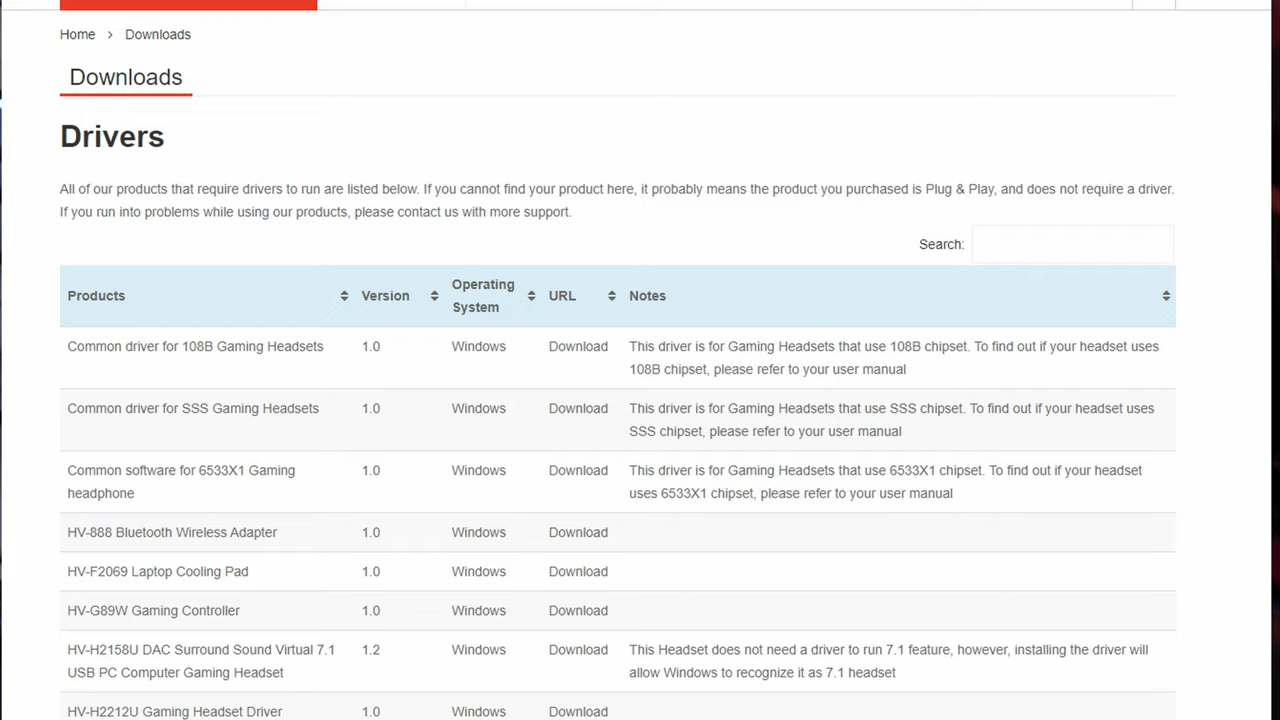 Home > Downloads
Downloads
Drivers
All of our products that require drivers to run are listed below. If you cannot find your product here, it probably means the product you purchased is Plug & Play, and does not require a driver.
If you run into problems while using our products, please contact us with more support.
Search:
Products Version Operating System URL Notes
Common driver for 108B Gaming Headsets 1.0 Windows Download This driver is for Gaming Headsets that use 108B chipset. To find out if your headset uses
108B chipset, please refer to your user manual
Common driver for SSS Gaming Headsets 1.0 Windows Download This driver is for Gaming Headsets that use SSS chipset. To find out if your headset uses
SSS chipset, please refer to your user manual
Common software for 6533X1 Gaming 1.0 Windows Download This driver is for Gaming Headsets that use 6533X1 chipset. To find out if your headset
headphone uses 6533X1 chipset, please refer to your user manual
HV-888 Bluetooth Wireless Adapter 1.0 Windows Download
HV-F2069 Laptop Cooling Pad 1.0 Windows Download
HV-G89W Gaming Controller 1.0 Windows Download
HV-H2158U DAC Surround Sound Virtual 7.1 1.2 Windows Download This Headset does not need a driver to run 7.1 feature, however, installing the driver will
USB PC Computer Gaming Headset allow Windows to recognize it as 7.1 headset
HV-H2212U Gaming Headset Driver 1.0 Windows Download